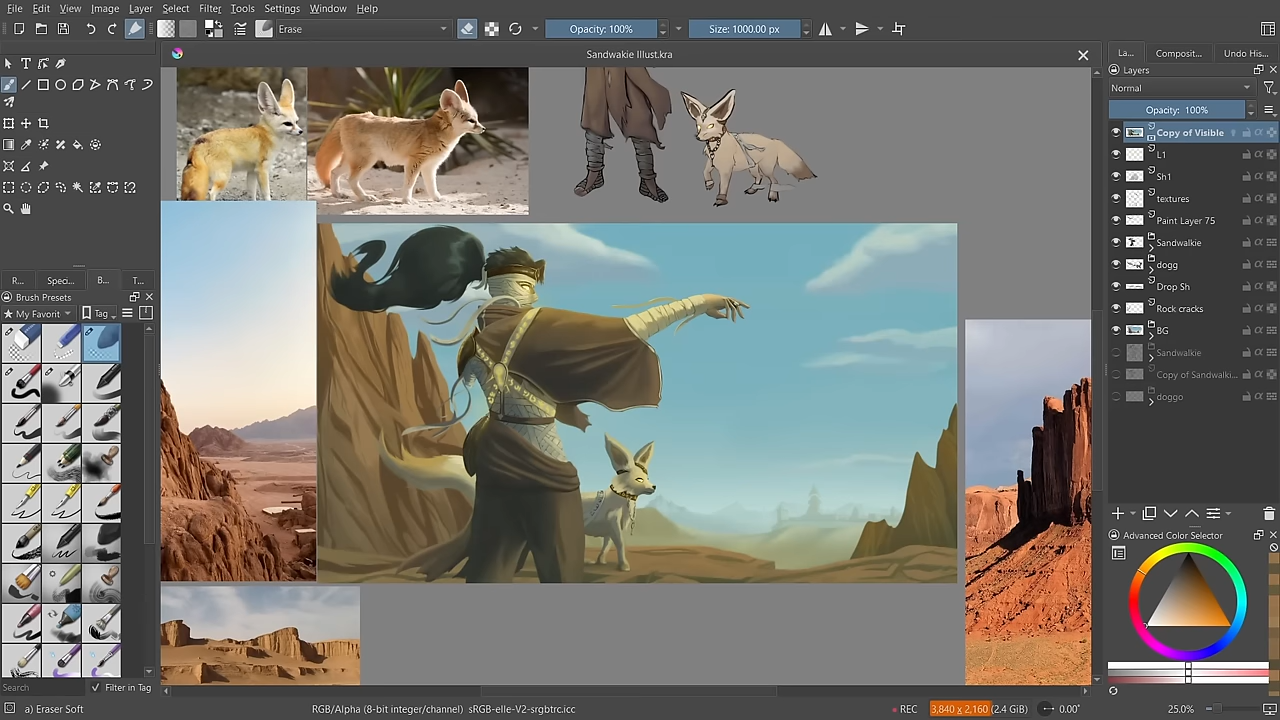 File Edit View Image Layer Select Filter Tools Settings Window Help
Erase
Opacity: 100%
Size: 1000.00 px
Sandwakie Illust.kra
La...
Composit...
Undo His...
Layers
Normal
Opacity: 100%
Copy of Visible
L1
Sh1
textures
Paint Layer 75
Sandwalkie
dogg
Drop Sh
Rock cracks
BG
Sandwalkie
Copy of Sandwalki...
doggo
R...
Speci...
B...
T...
Brush Presets
★ My Favorit
Tag
Search
Filter in Tag
Advanced Color Selector
a) Eraser Soft
RGB/Alpha (8-bit integer/channel) sRGB-elle-V2-srgbtrc.icc
REC
3,840 x 2,160 (2.4 GiB)
0.00°
25.0%